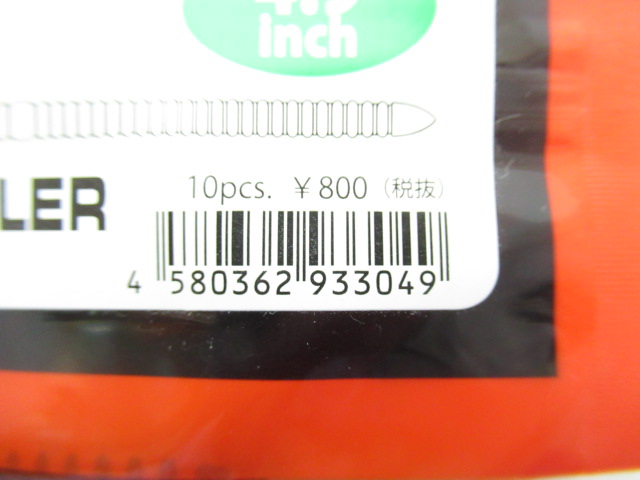 inch
LER
10pcs. ￥800（税抜）
4 580362 933049